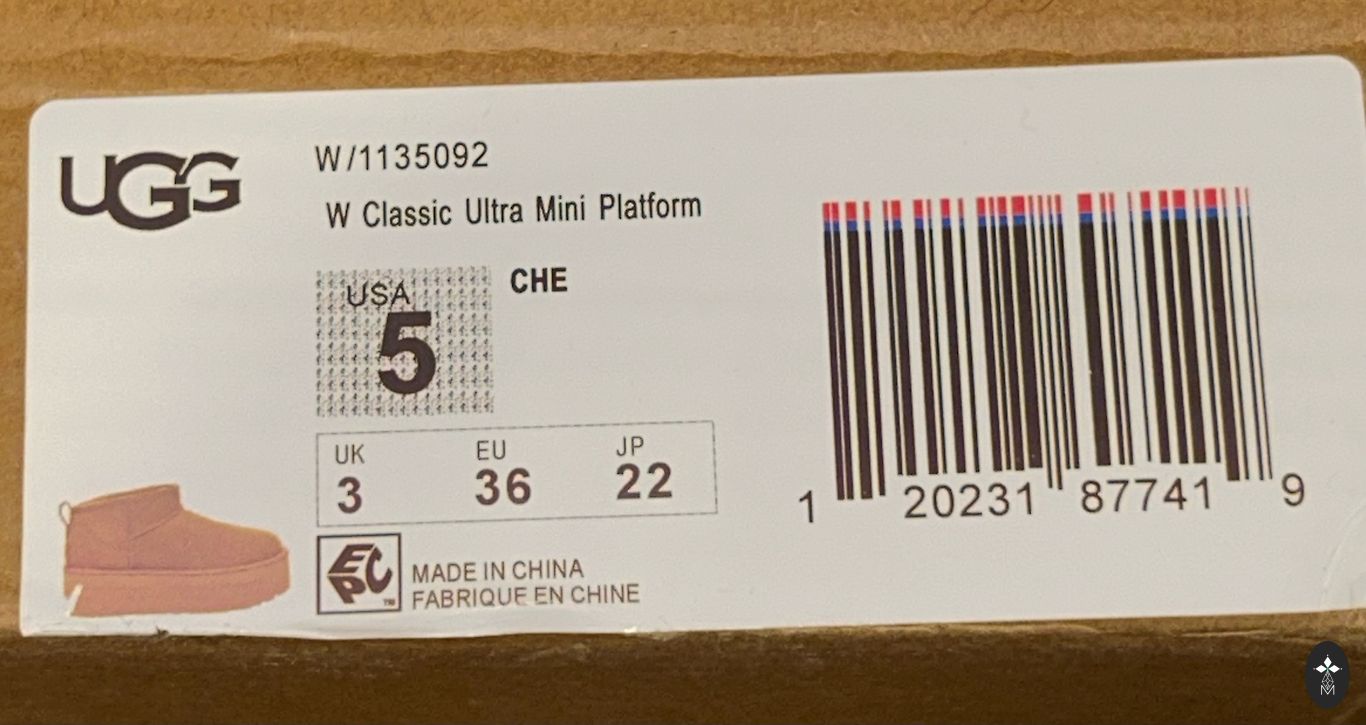 UGG
W/1135092
W Classic Ultra Mini Platform
USA
5
CHE
UK EU JP
3 36 22
EPC™
MADE IN CHINA
FABRIQUE EN CHINE
1 20231 87741 9
M